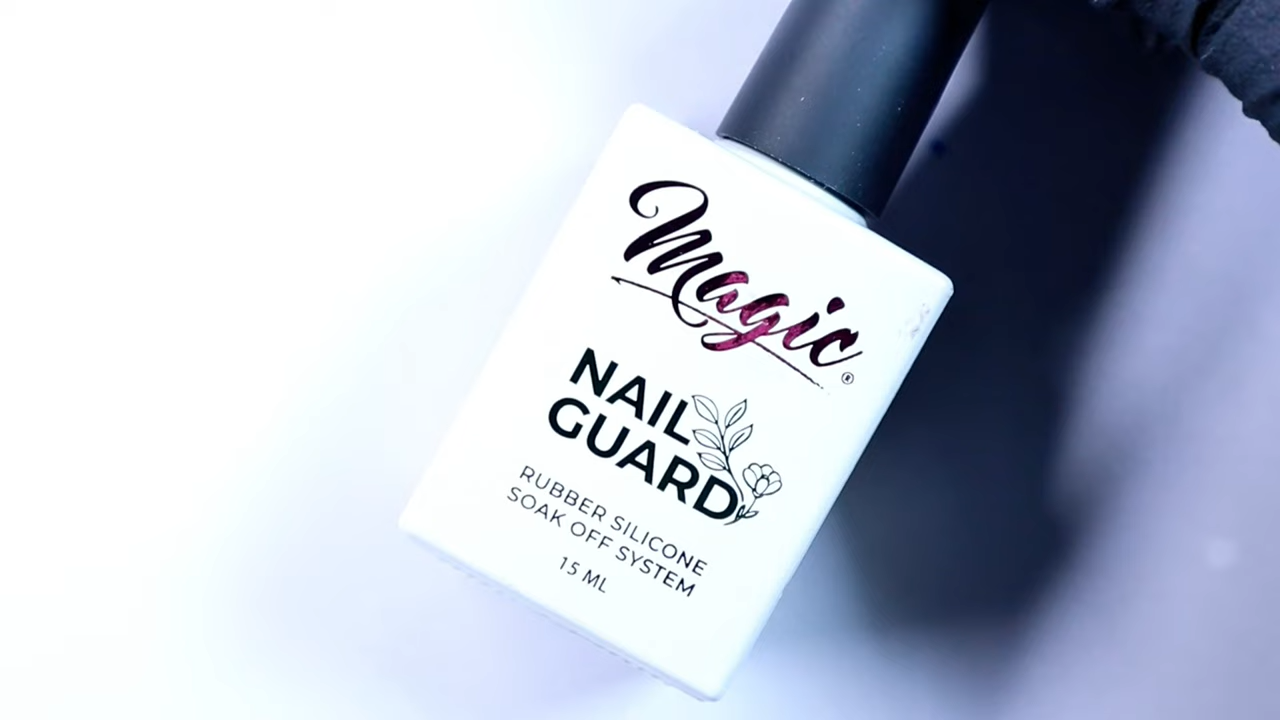 Magic®
NAIL
GUARD
RUBBER SILICONE
SOAK OFF SYSTEM
15 ML